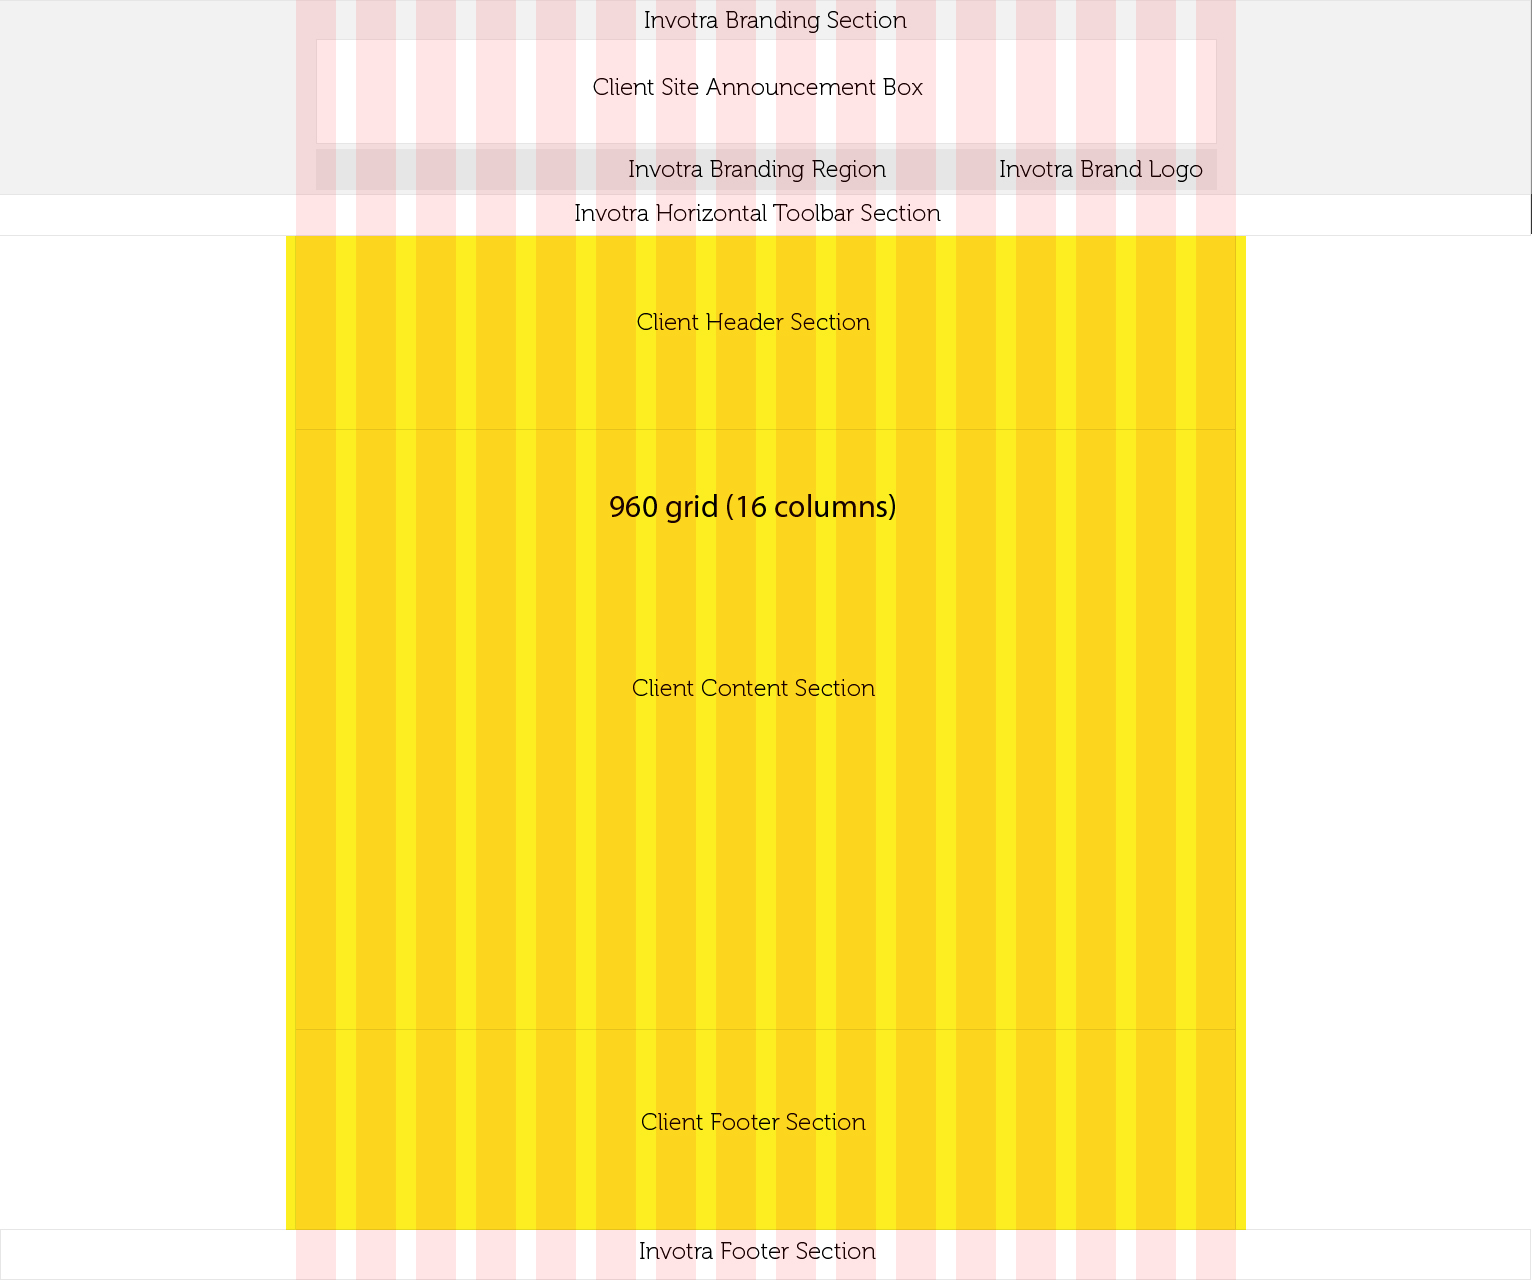 Invotra Branding Section
Client Site Announcement Box
Invotra Branding Region
Invotra Brand Logo
Invotra Horizontal Toolbar Section
Client Header Section
960 grid (16 columns)
Client Content Section
Client Footer Section
Invotra Footer Section